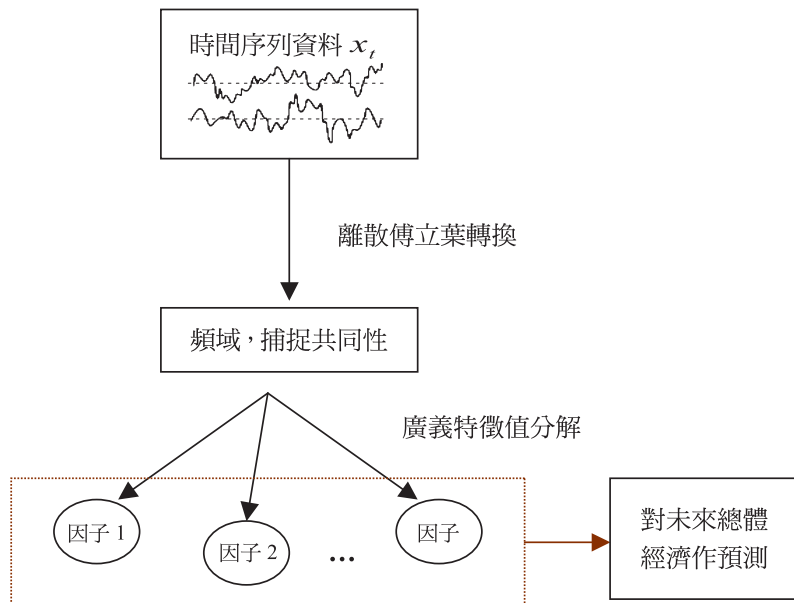 時間序列資料 xt
離散傅立葉轉換
頻域，捕捉共同性
廣義特徵值分解
因子 1
因子 2
...
因子
對未來總體
經濟作預測